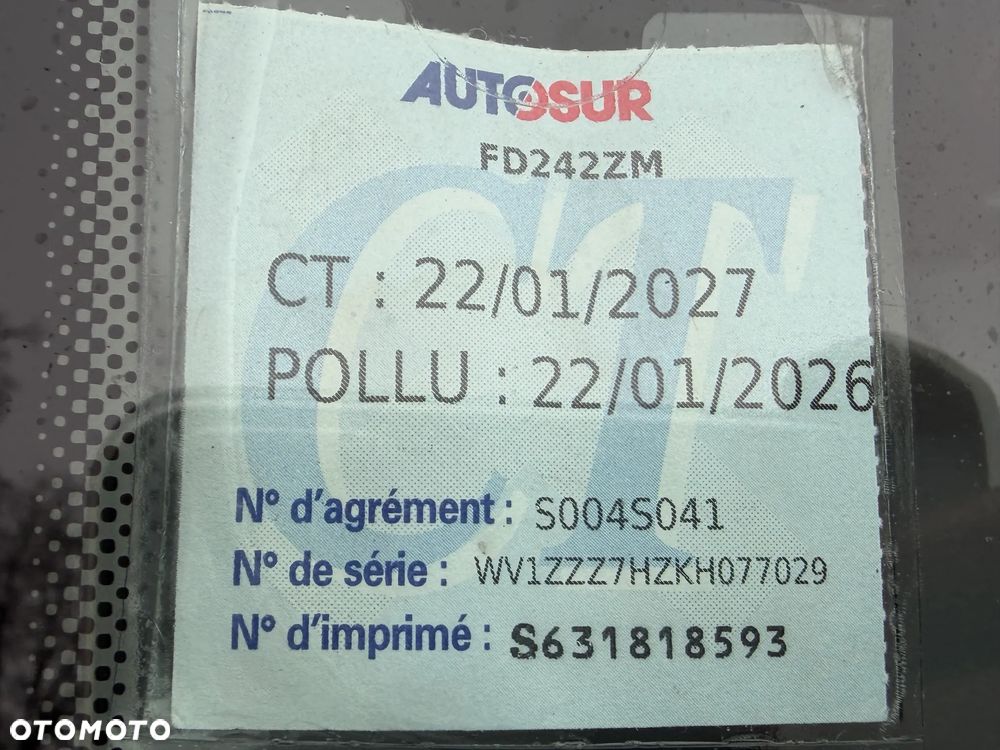 AUTOSUR
FD242ZM
CT : 22/01/2027
POLLU : 22/01/2026
N° d'agrément : S004S041
N° de série : WV1ZZZ7HZKH077029
N° d'imprimé : S631818593
OTOMOTO